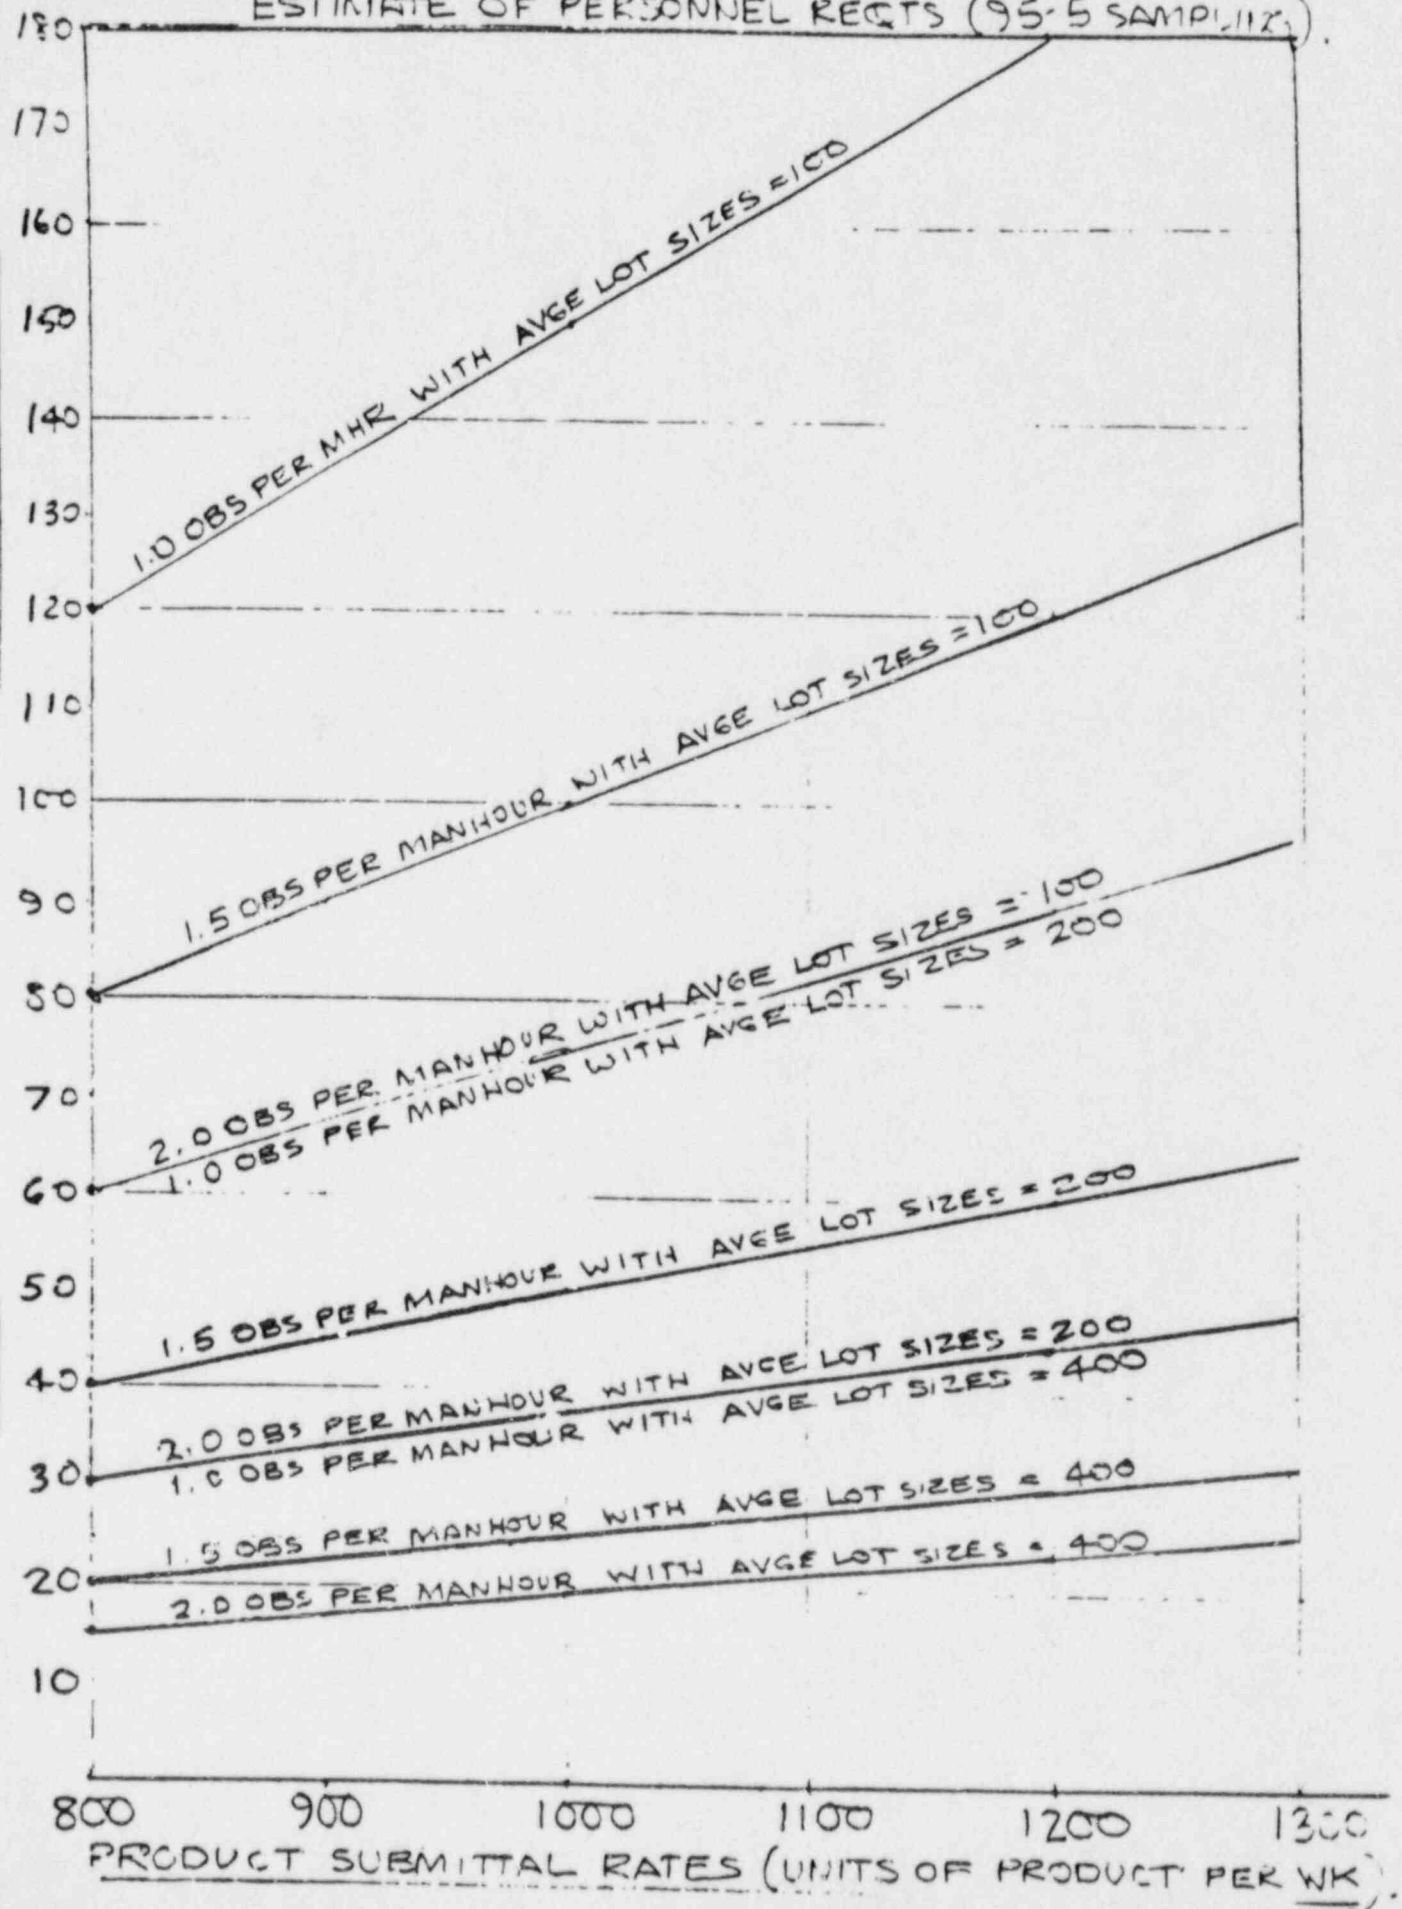 ESTIMATE OF PERSONNEL REQTS (95-5 SAMPLING).
180
170
160
150
140
130
120
110
100
90
80
70
60
50
40
30
20
10
1.0 OBS PER MHR WITH AVGE LOT SIZES =100
1.5 OBS PER MANHOUR WITH AVGE LOT SIZES =100
2.0 OBS PER MANHOUR WITH AVGE LOT SIZES = 100
1.0 OBS PER MANHOUR WITH AVGE LOT SIZES = 200
1.5 OBS PER MANHOUR WITH AVGE LOT SIZES = 200
2.0 OBS PER MANHOUR WITH AVGE LOT SIZES = 200
1.0 OBS PER MANHOUR WITH AVGE LOT SIZES = 400
1.5 OBS PER MANHOUR WITH AVGE LOT SIZES = 400
2.0 OBS PER MANHOUR WITH AVGE LOT SIZES = 400
800 900 1000 1100 1200 1300
PRODUCT SUBMITTAL RATES (UNITS OF PRODUCT PER WK).